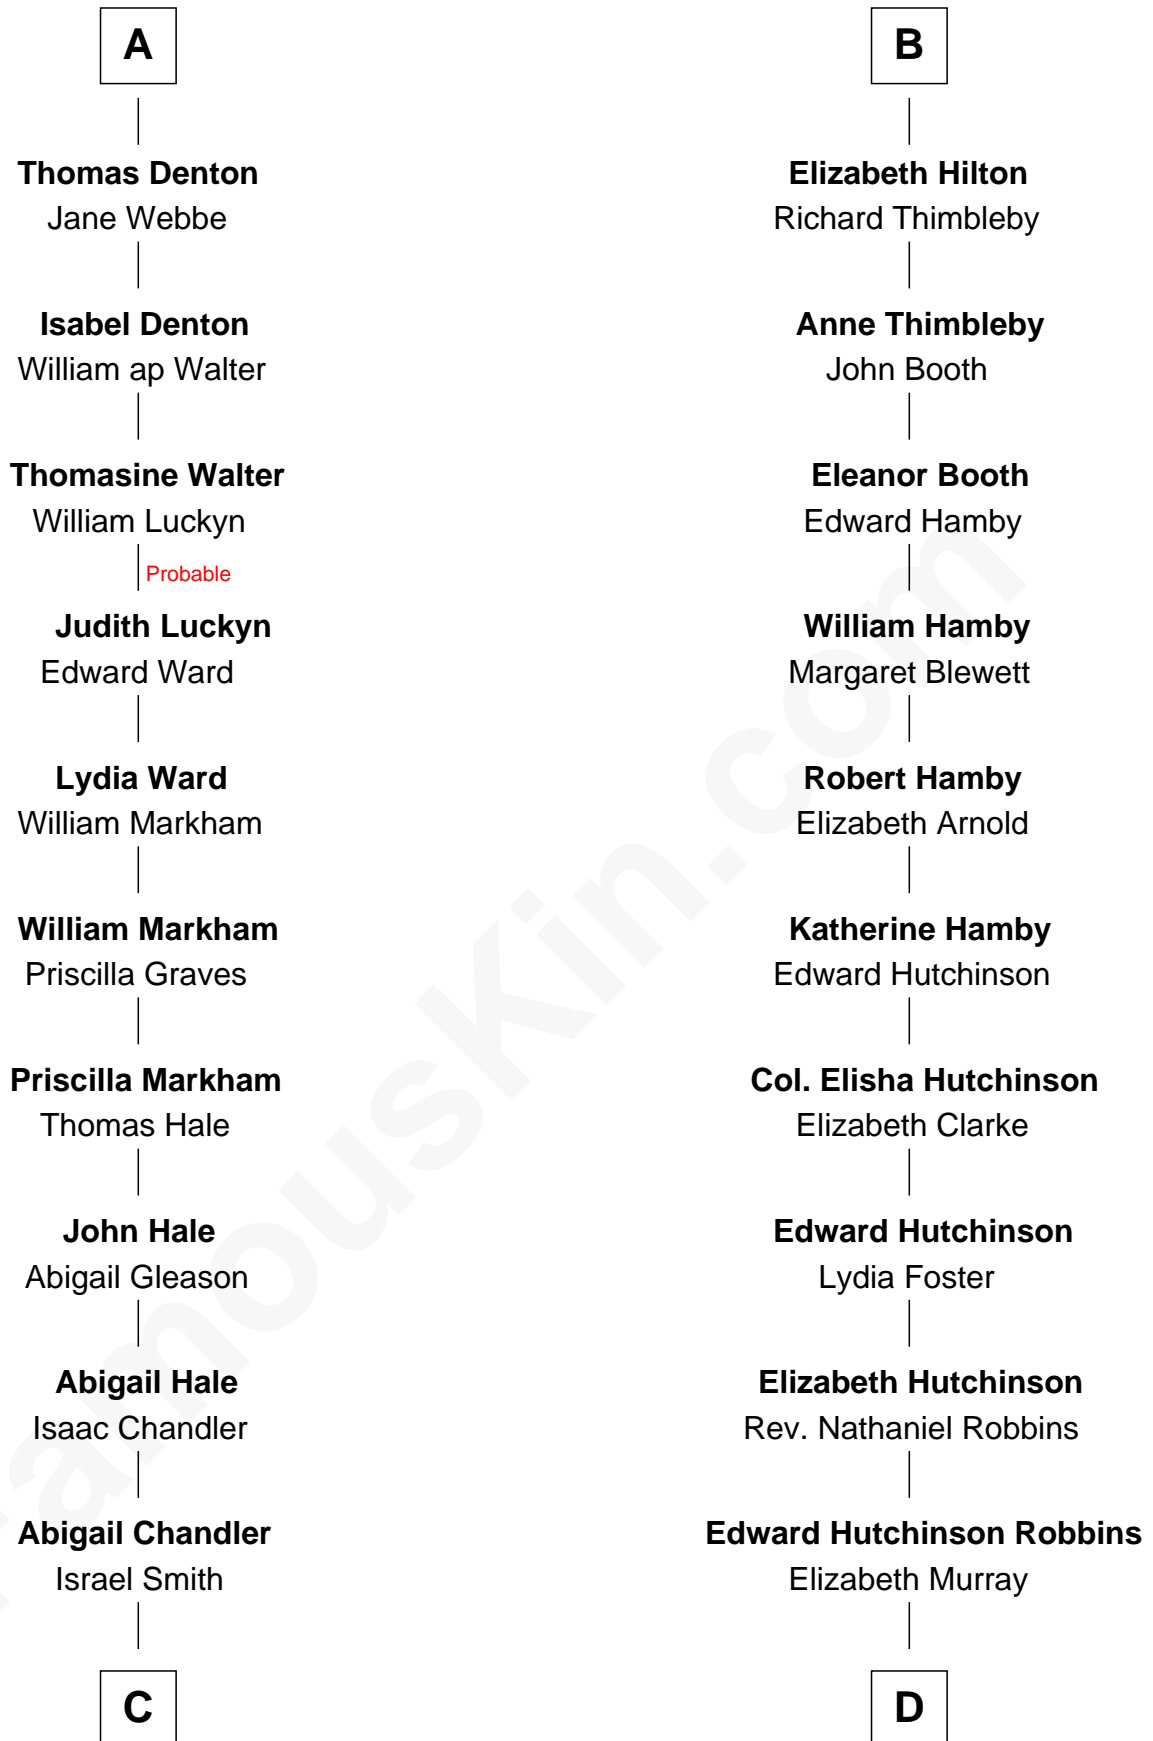 A
Thomas Denton
Jane Webbe
Isabel Denton
William ap Walter
Thomasine Walter
William Luckyn
Probable
Judith Luckyn
Edward Ward
Lydia Ward
William Markham
William Markham
Priscilla Graves
Priscilla Markham
Thomas Hale
John Hale
Abigail Gleason
Abigail Hale
Isaac Chandler
Abigail Chandler
Israel Smith
C
B
Elizabeth Hilton
Richard Thimbleby
Anne Thimbleby
John Booth
Eleanor Booth
Edward Hamby
William Hamby
Margaret Blewett
Robert Hamby
Elizabeth Arnold
Katherine Hamby
Edward Hutchinson
Col. Elisha Hutchinson
Elizabeth Clarke
Edward Hutchinson
Lydia Foster
Elizabeth Hutchinson
Rev. Nathaniel Robbins
Edward Hutchinson Robbins
Elizabeth Murray
D
FamousKin.com